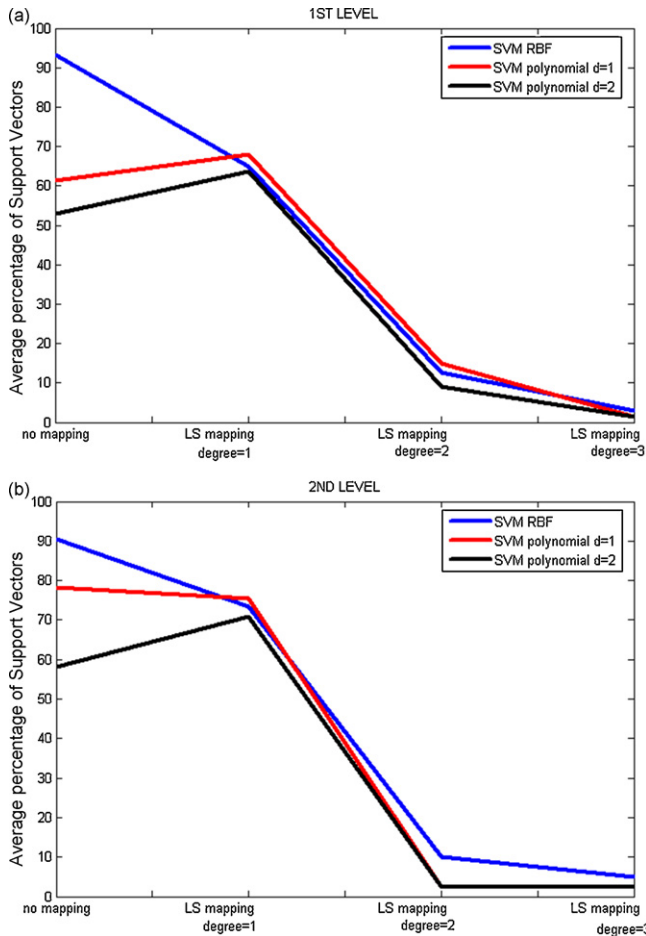 (a)
1ST LEVEL
100
90
80
70
60
50
40
30
20
10
0
Average percentage of Support Vectors
SVM RBF
SVM polynomial d=1
SVM polynomial d=2
no mapping
LS mapping
degree=1
LS mapping
degree=2
LS mapping
degree=3
(b)
2ND LEVEL
100
90
80
70
60
50
40
30
20
10
0
Average percentage of Support Vectors
SVM RBF
SVM polynomial d=1
SVM polynomial d=2
no mapping
LS mapping
degree=1
LS mapping
degree=2
LS mapping
degree=3